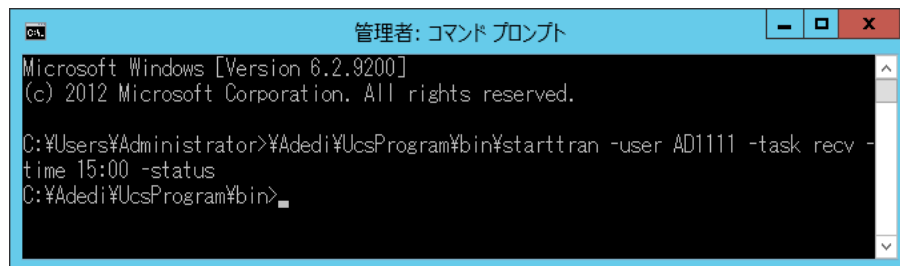 管理者: コマンド プロンプト
Microsoft Windows [Version 6.2.9200]
(c) 2012 Microsoft Corporation. All rights reserved.
C:¥Users¥Administrator>¥Adedi¥UcsProgram¥bin¥starttran -user AD1111 -task recv -
time 15:00 -status
C:¥Adedi¥UcsProgram¥bin>